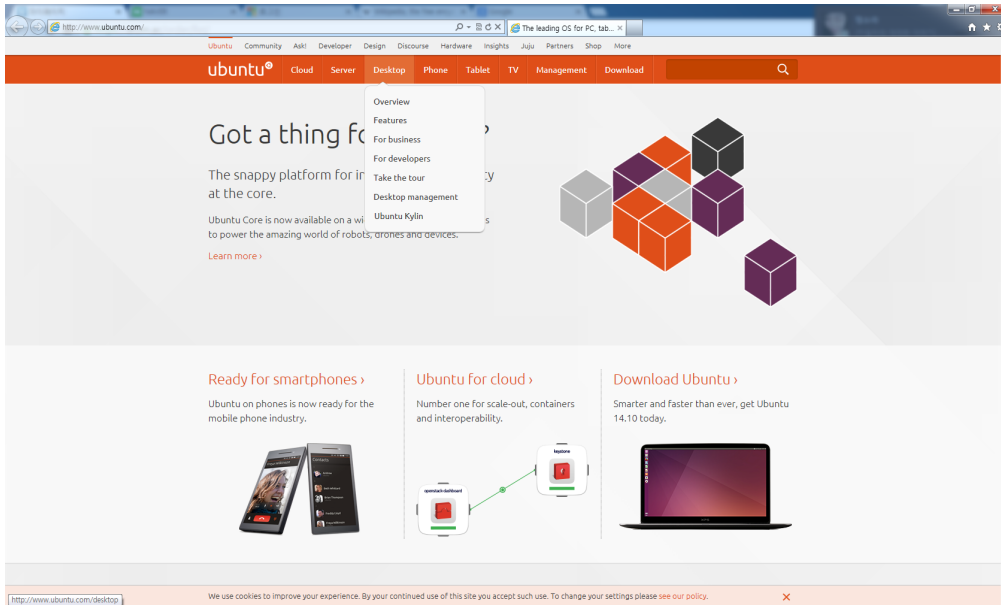 http://www.ubuntu.com/
The leading OS for PC, tab...
Ubuntu Community Ask! Developer Design Discourse Hardware Insights Juju Partners Shop More
ubuntu Cloud Server Desktop Phone Tablet TV Management Download
Overview
Features
For business
For developers
Take the tour
Desktop management
Ubuntu Kylin
Got a thing fo
?
The snappy platform for in
ty
at the core.
Ubuntu Core is now available on a wi
s
to power the amazing world of robots, drones and devices.
Learn more ›
Ready for smartphones ›
Ubuntu on phones is now ready for the
mobile phone industry.
Contacts
Ubuntu for cloud ›
Number one for scale-out, containers
and interoperability.
keystone
openstack-dashboard
Download Ubuntu ›
Smarter and faster than ever, get Ubuntu
14.10 today.
We use cookies to improve your experience. By your continued use of this site you accept such use. To change your settings please see our policy.
http://www.ubuntu.com/desktop